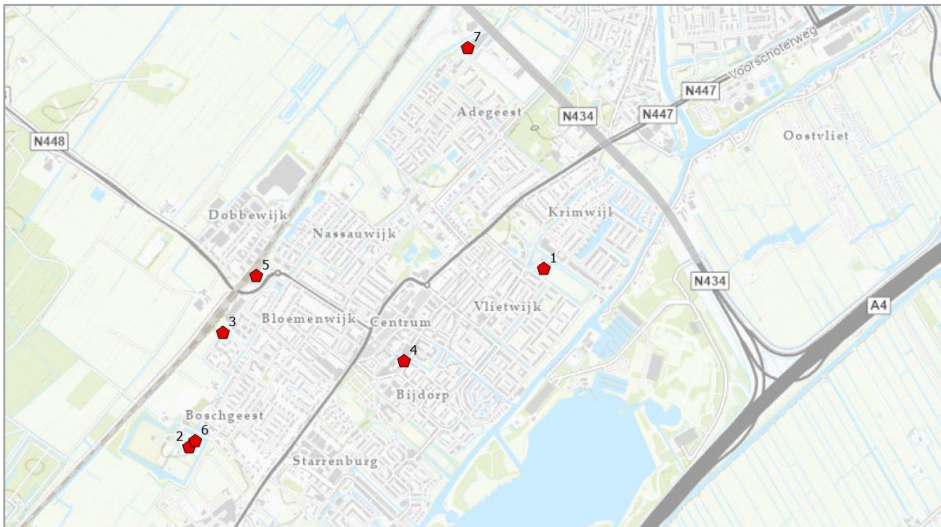 7
Voorschoterweg
N447
Adegeest
N434
N447
Oostvliet
N448
Dobbewijk
Krimwijk
Nassauwijk
5
1
N434
Vlietwijk
A4
3
Bloemenwijk
Centrum
4
Bijdorp
Boschgeest
2
6
Starrenburg